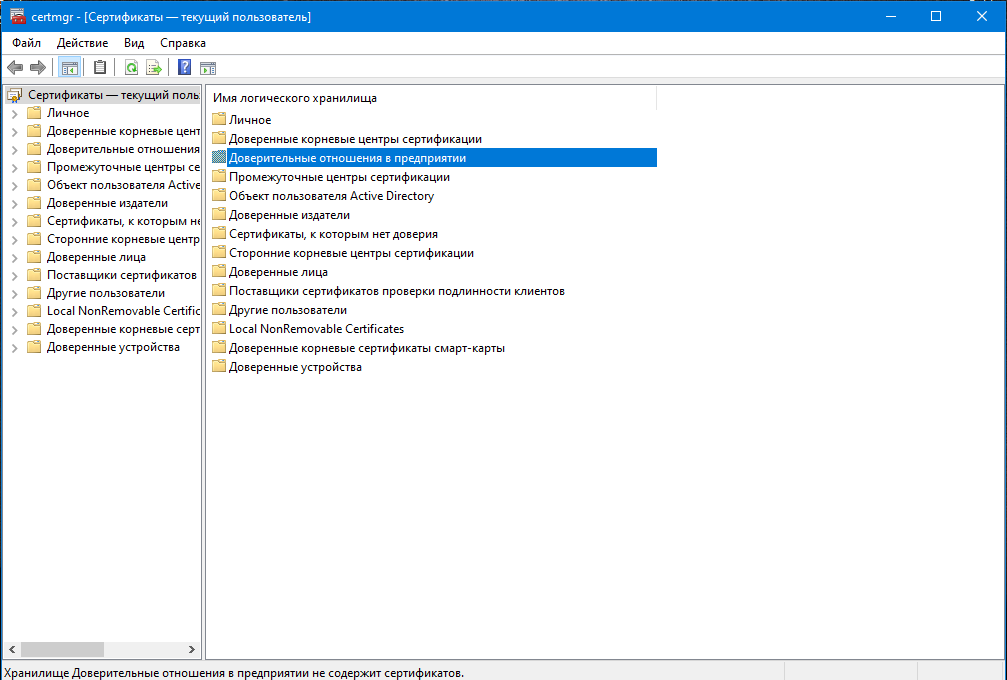 certmgr - [Сертификаты — текущий пользователь]
Файл Действие Вид Справка
Сертификаты — текущий поль
Личное
Доверенные корневые цент
Доверительные отношения
Промежуточные центры се
Объект пользователя Active
Доверенные издатели
Сертификаты, к которым не
Сторонние корневые центр
Доверенные лица
Поставщики сертификатов
Другие пользователи
Local NonRemovable Certific
Доверенные корневые серт
Доверенные устройства
Имя логического хранилища
Личное
Доверенные корневые центры сертификации
Доверительные отношения в предприятии
Промежуточные центры сертификации
Объект пользователя Active Directory
Доверенные издатели
Сертификаты, к которым нет доверия
Сторонние корневые центры сертификации
Доверенные лица
Поставщики сертификатов проверки подлинности клиентов
Другие пользователи
Local NonRemovable Certificates
Доверенные корневые сертификаты смарт-карты
Доверенные устройства
Хранилище Доверительные отношения в предприятии не содержит сертификатов.